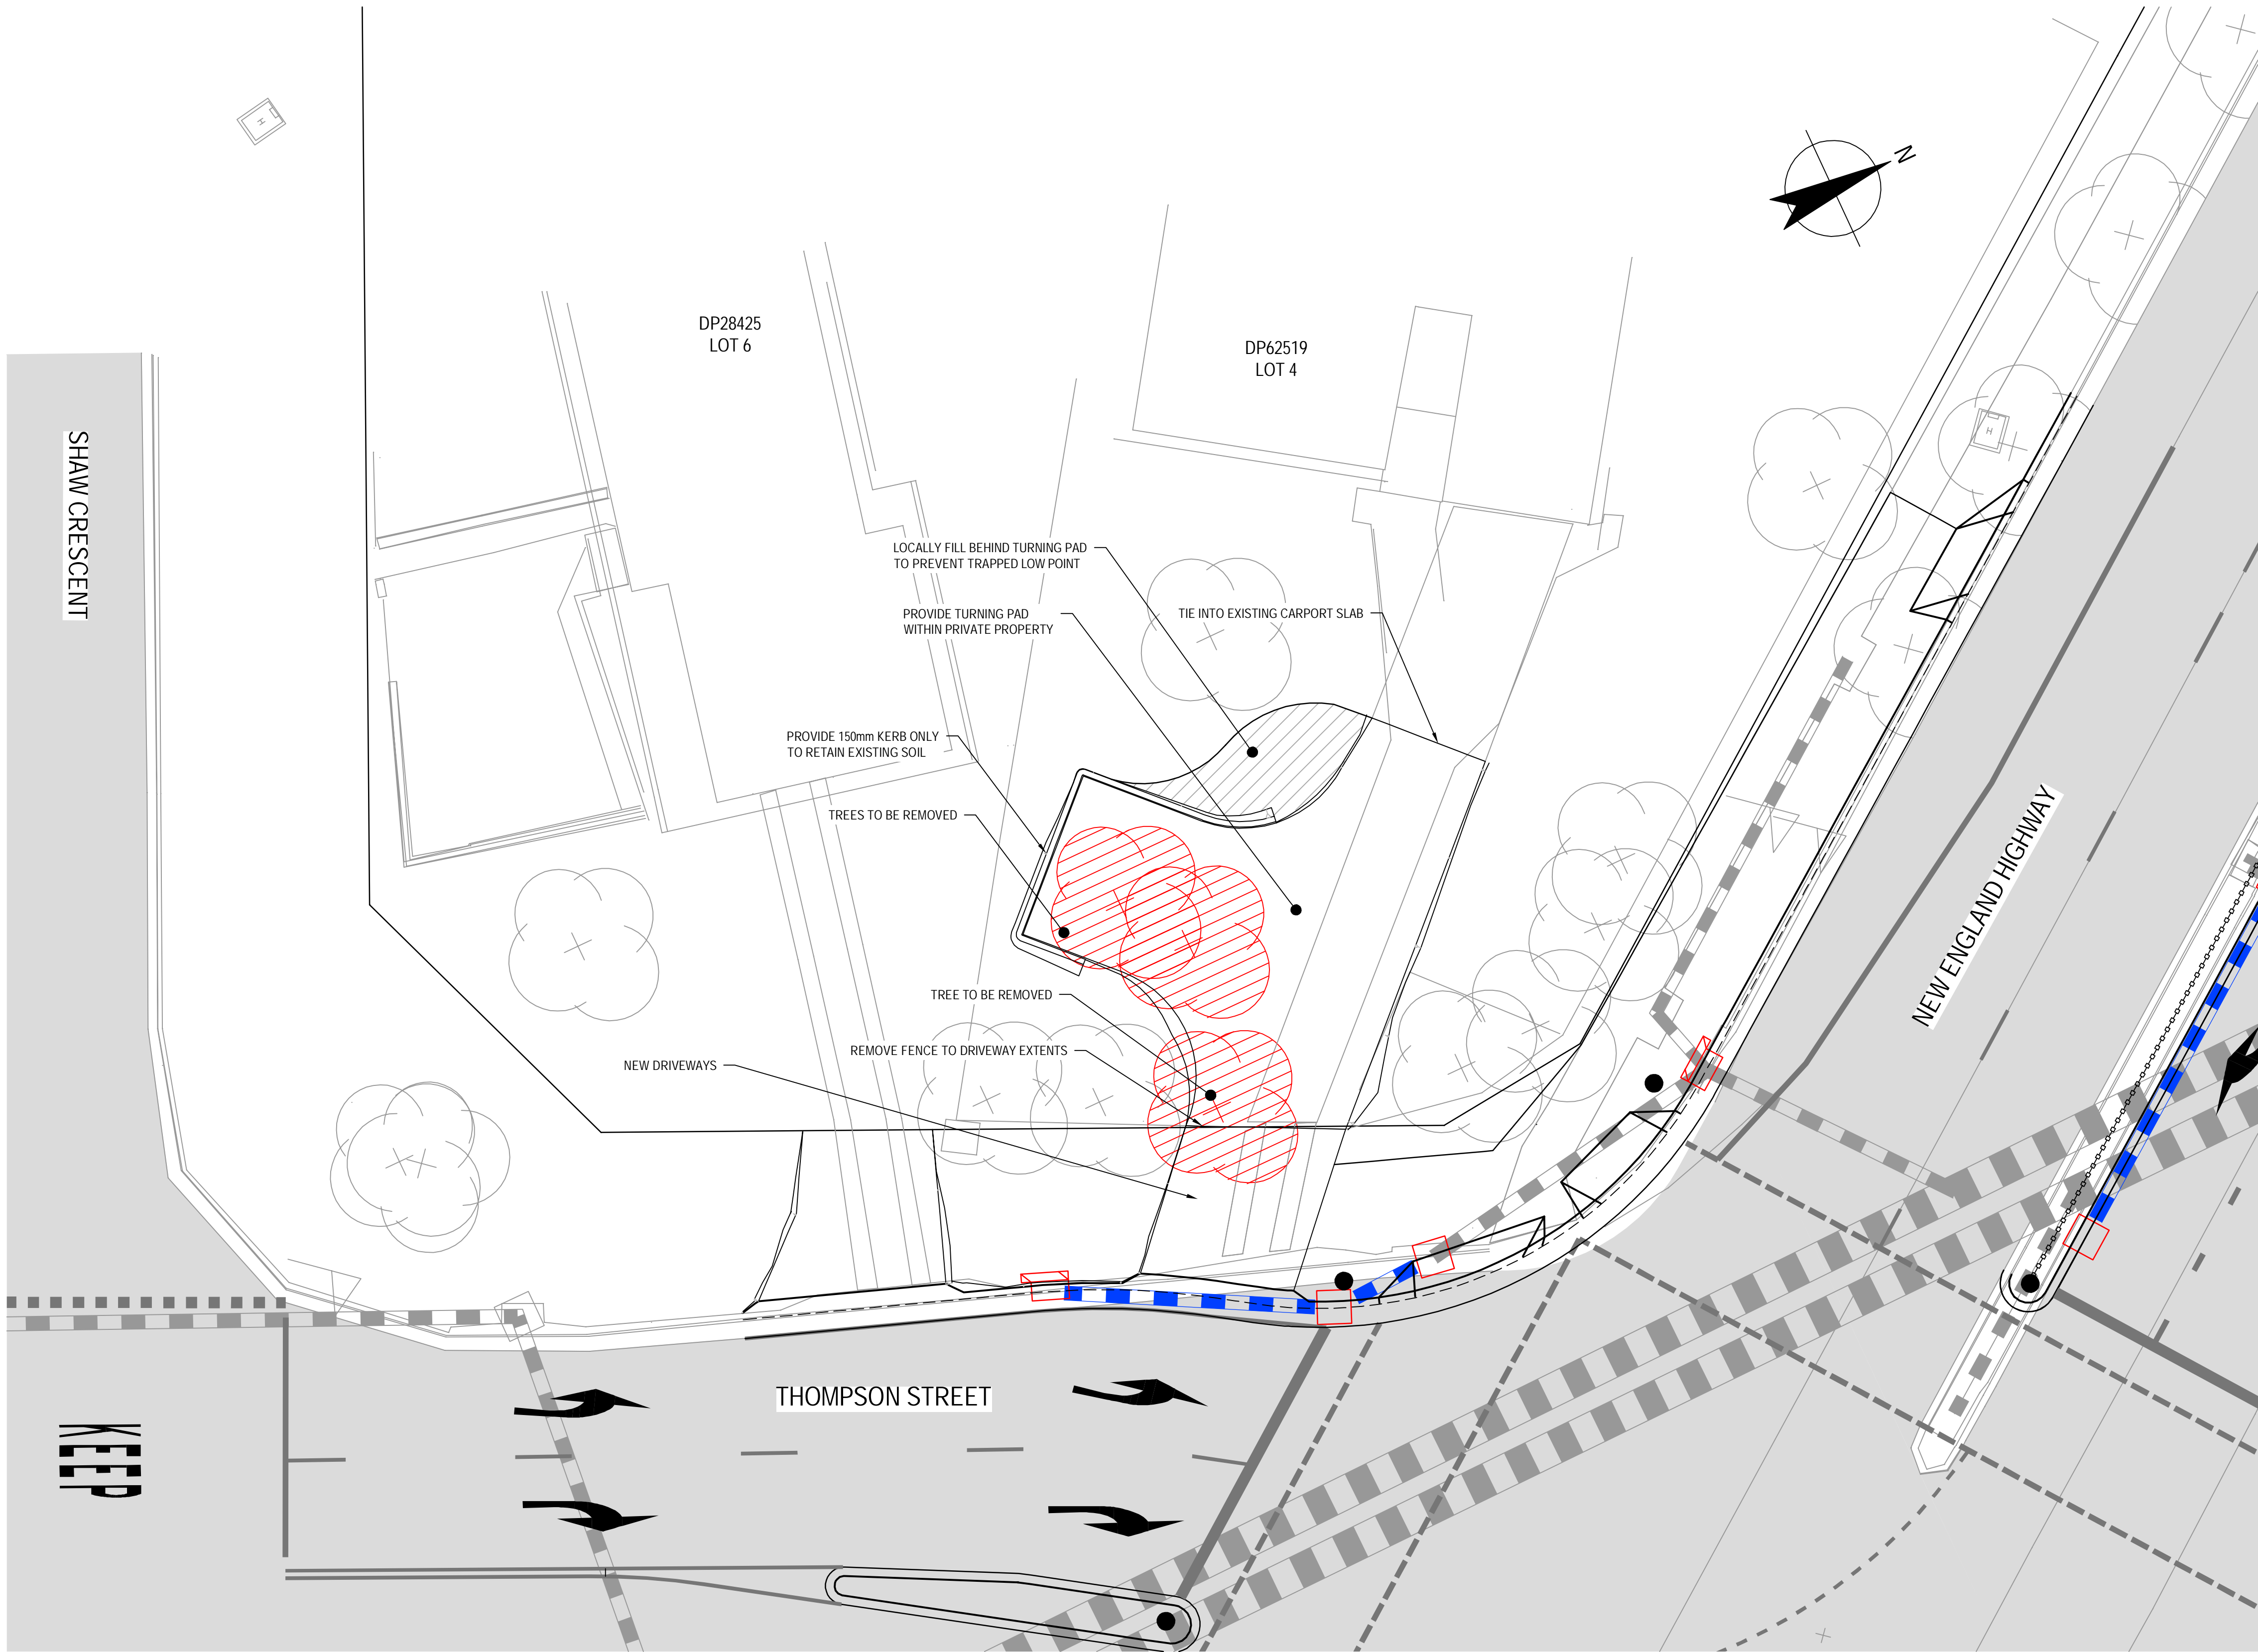 H
N
DP28425
LOT 6
DP62519
LOT 4
SHAW CRESCENT
H
LOCALLY FILL BEHIND TURNING PAD
TO PREVENT TRAPPED LOW POINT
PROVIDE TURNING PAD
WITHIN PRIVATE PROPERTY
TIE INTO EXISTING CARPORT SLAB
PROVIDE 150mm KERB ONLY
TO RETAIN EXISTING SOIL
TREES TO BE REMOVED
NEW ENGLAND HIGHWAY
TREE TO BE REMOVED
REMOVE FENCE TO DRIVEWAY EXTENTS
NEW DRIVEWAYS
THOMPSON STREET
KEEP